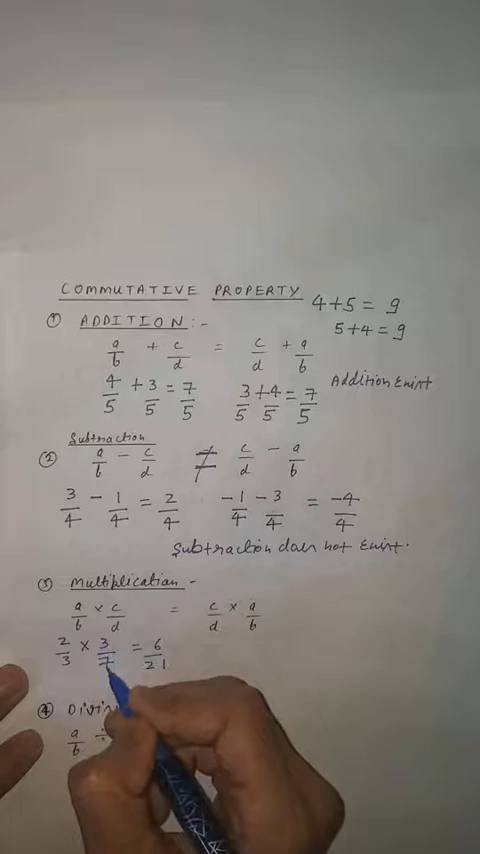 COMMUTATIVE PROPERTY 4+5 = 9
① ADDITION:- 5+4 = 9
a/b + c/d = c/d + a/b
4/5 + 3/5 = 7/5 3/5 + 4/5 = 7/5 Addition Exist
Subtraction
② a/b - c/d ≠ c/d - a/b
3/4 - 1/4 = 2/4 -1/4 - 3/4 = -4/4
Subtraction does not Exist.
③ Multiplication -
a/b × c/d = c/d × a/b
2/3 × 3/7 = 6/21
④
a/b ÷